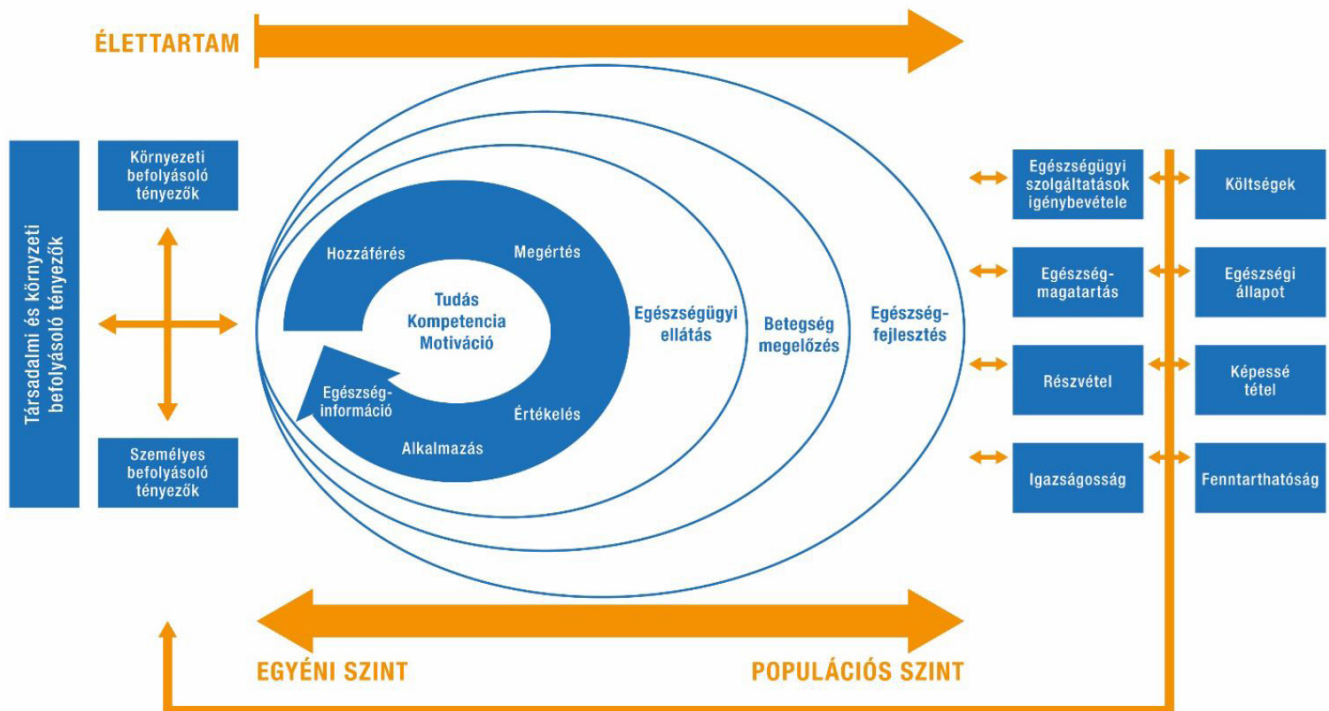 ÉLETTARTAM
Társadalmi és környzeti
befolyásoló tényezők
Környezeti
befolyásoló
tényezők
Személyes
befolyásoló
tényezők
Hozzáférés
Megértés
Tudás
Kompetencia
Motiváció
Egészség-
információ
Értékelés
Alkalmazás
Egészségügyi
ellátás
Betegség
megelőzés
Egészség-
fejlesztés
Egészségügyi
szolgáltatások
igénybevétele
Költségek
Egészség-
magatartás
Egészségi
állapot
Részvétel
Képessé
tétel
Igazságosság
Fenntarthatóság
EGYÉNI SZINT
POPULÁCIÓS SZINT